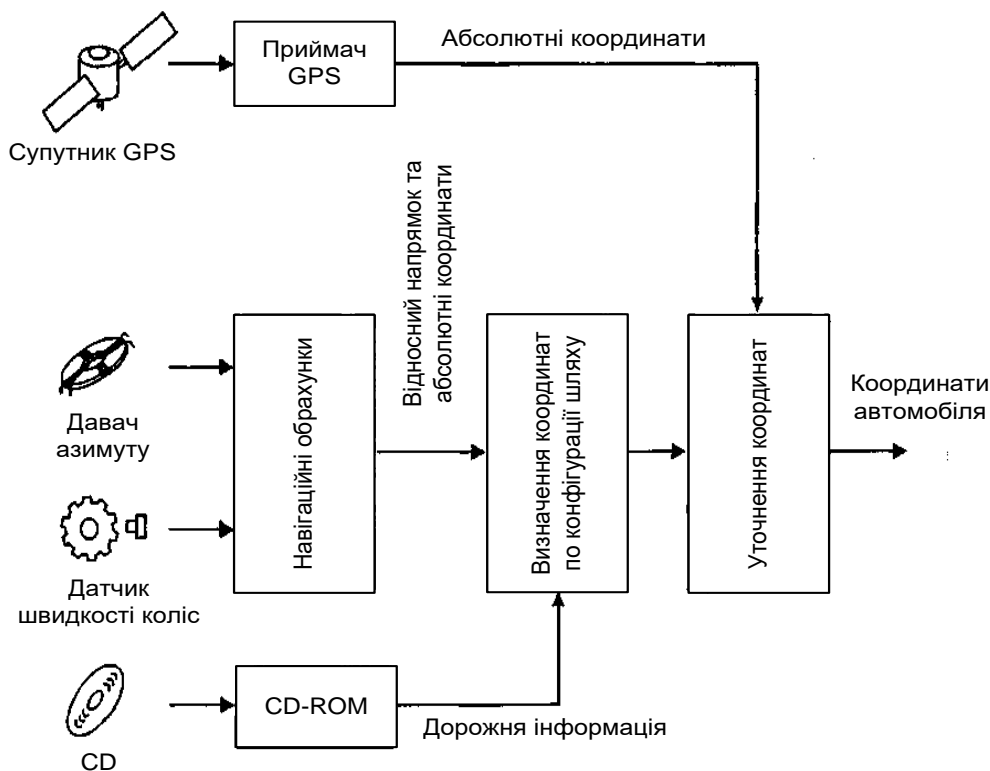 Приймач
GPS
Абсолютні координати
Супутник GPS
Відносний напрямок та
абсолютні координати
Давач
азимуту
Навігаційні обрахунки
Визначення координат
по конфігурації шляху
Уточнення координат
Координати
автомобіля
Датчик
швидкості коліс
CD-ROM
Дорожня інформація
CD